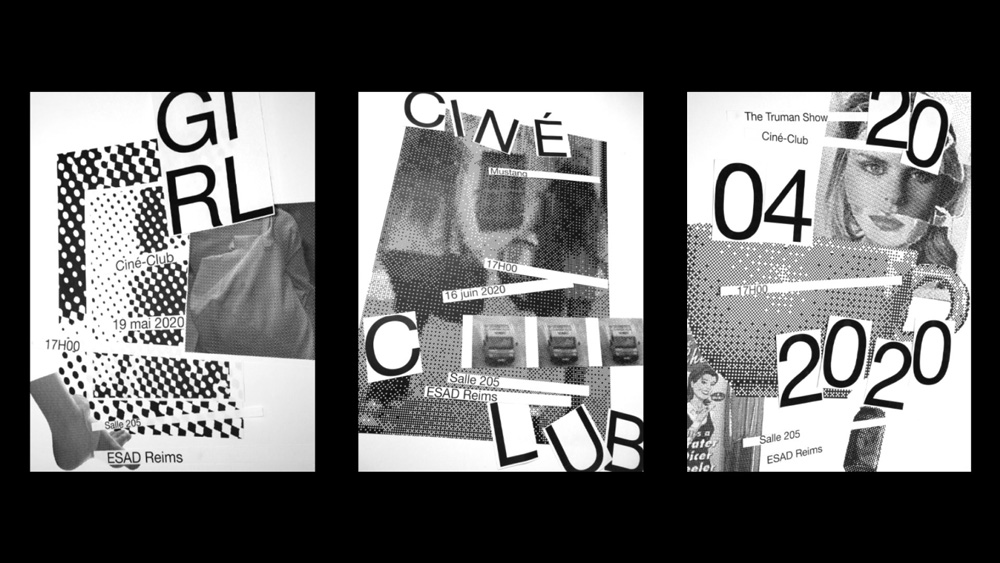 GI
RL
Ciné-Club
19 mai 2020
17H00
Salle 205
ESAD Reims
CINÉ
Mustang
17H00
16 juin 2020
C
Salle 205
ESAD Reims
LUB
The Truman Show
Ciné-Club
20
04
17H00
2020
Salle 205
ESAD Reims